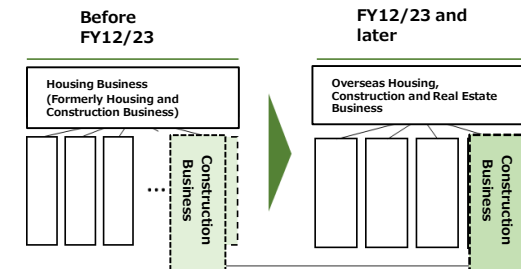 Before
FY12/23
FY12/23 and
later
Housing Business
(Formerly Housing and
Construction Business)
Overseas Housing,
Construction and Real Estate
Business
...
Construction
Business
Construction
Business